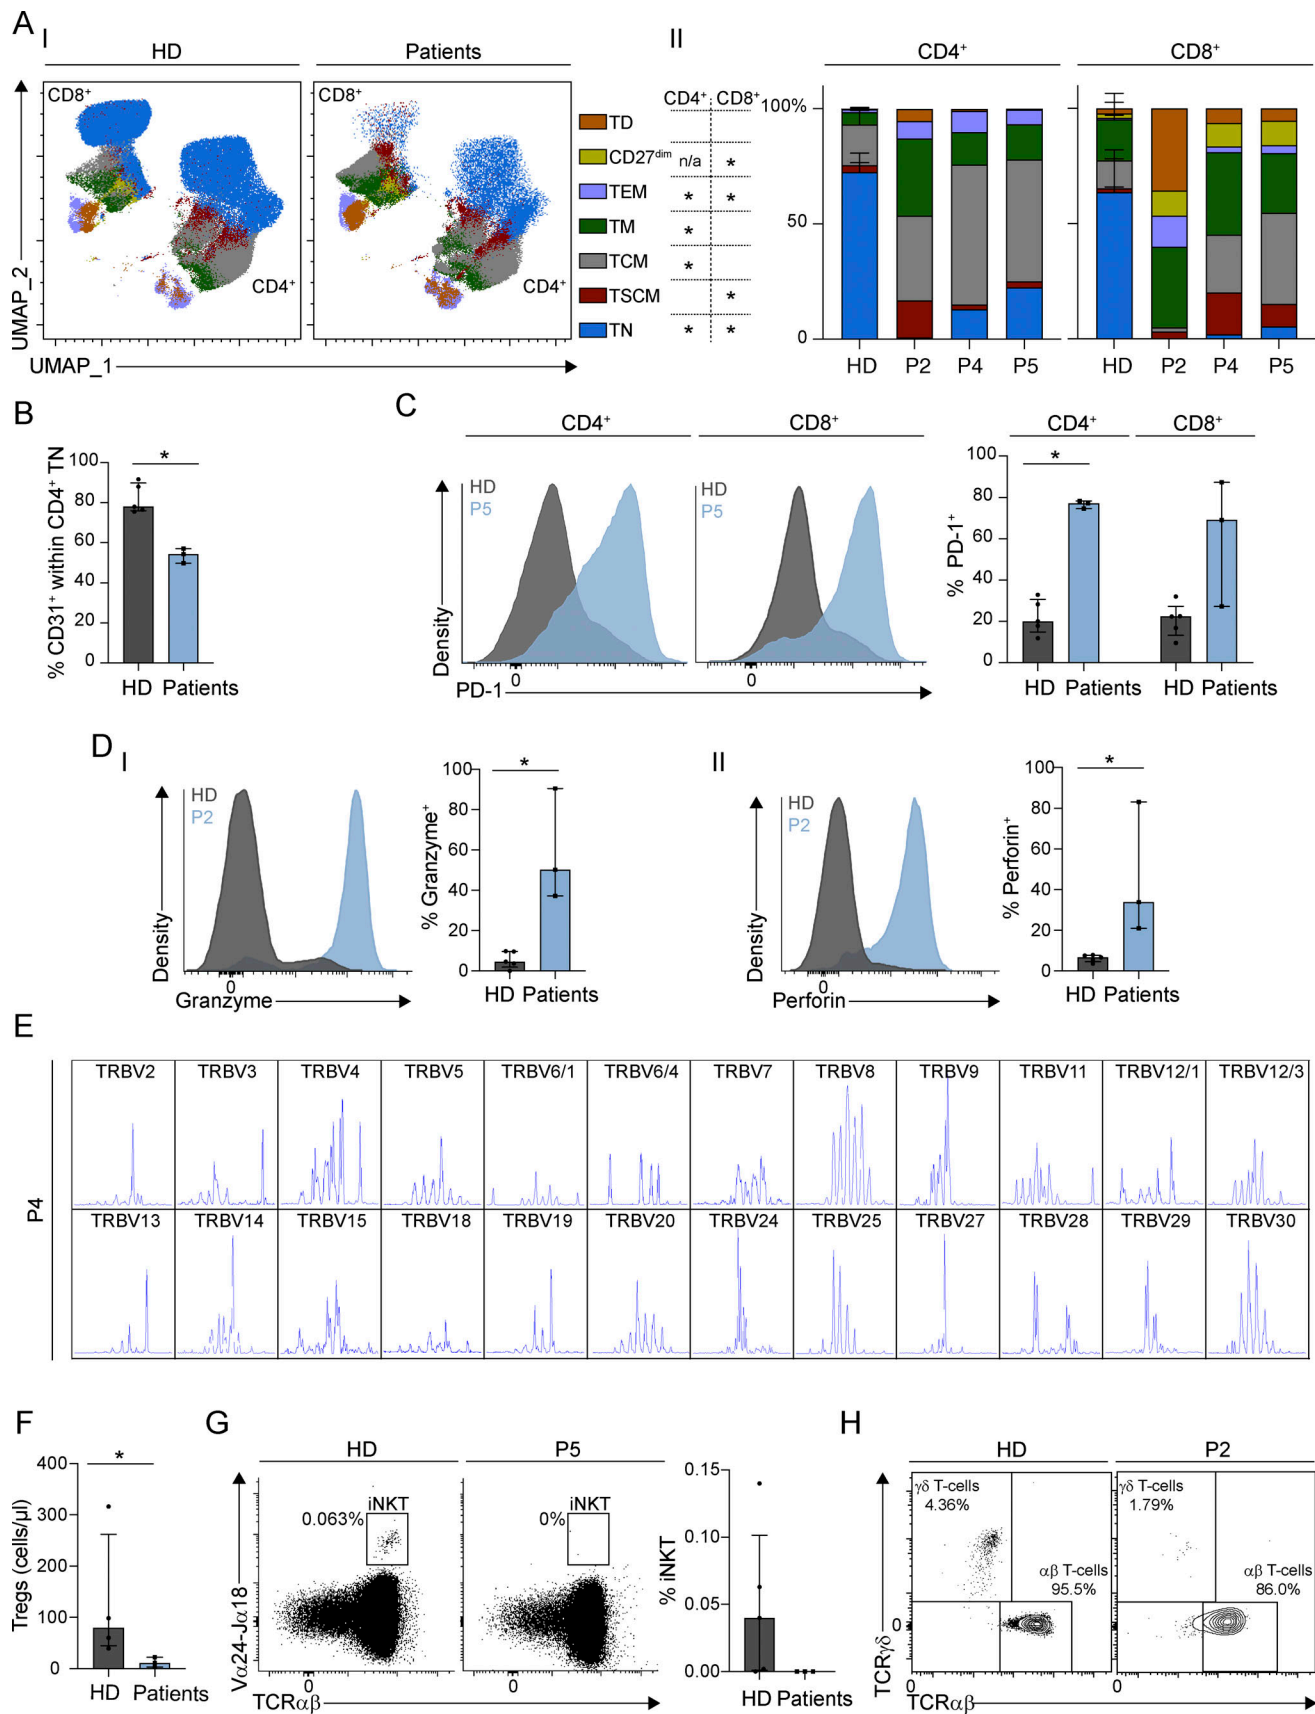 A
I
HD
Patients
CD8⁺
CD4⁺
CD8⁺
CD4⁺
UMAP_2
UMAP_1
TD
CD27ᵈⁱᵐ
TEM
TM
TCM
TSCM
TN
II
CD4⁺ CD8⁺
n/a *
* *
*
*
*
* *
CD4⁺
CD8⁺
100%
50
0
HD P2 P4 P5
HD P2 P4 P5
B
% CD31⁺ within CD4⁺ TN
100
80
60
40
20
0
*
HD Patients
C
CD4⁺
CD8⁺
HD
P5
HD
P5
Density
0
0
PD-1
CD4⁺
CD8⁺
% PD-1⁺
100
80
60
40
20
0
*
HD Patients
HD Patients
D
I
HD
P2
Density
0
Granzyme
% Granzyme⁺
100
80
60
40
20
0
*
HD Patients
II
HD
P2
Density
0
Perforin
% Perforin⁺
100
80
60
40
20
0
*
HD Patients
E
P4
TRBV2 TRBV3 TRBV4 TRBV5 TRBV6/1 TRBV6/4 TRBV7 TRBV8 TRBV9 TRBV11 TRBV12/1 TRBV12/3
TRBV13 TRBV14 TRBV15 TRBV18 TRBV19 TRBV20 TRBV24 TRBV25 TRBV27 TRBV28 TRBV29 TRBV30
F
Tregs (cells/µl)
400
300
200
100
0
*
HD Patients
G
HD
P5
iNKT
0.063%
iNKT
0%
Vα24-Jα18
0
0
TCRαβ
% iNKT
0.15
0.10
0.05
0.00
HD Patients
H
HD
P2
γδ T-cells
4.36%
αβ T-cells
95.5%
γδ T-cells
1.79%
αβ T-cells
86.0%
TCRγδ
0
0
0
TCRαβ